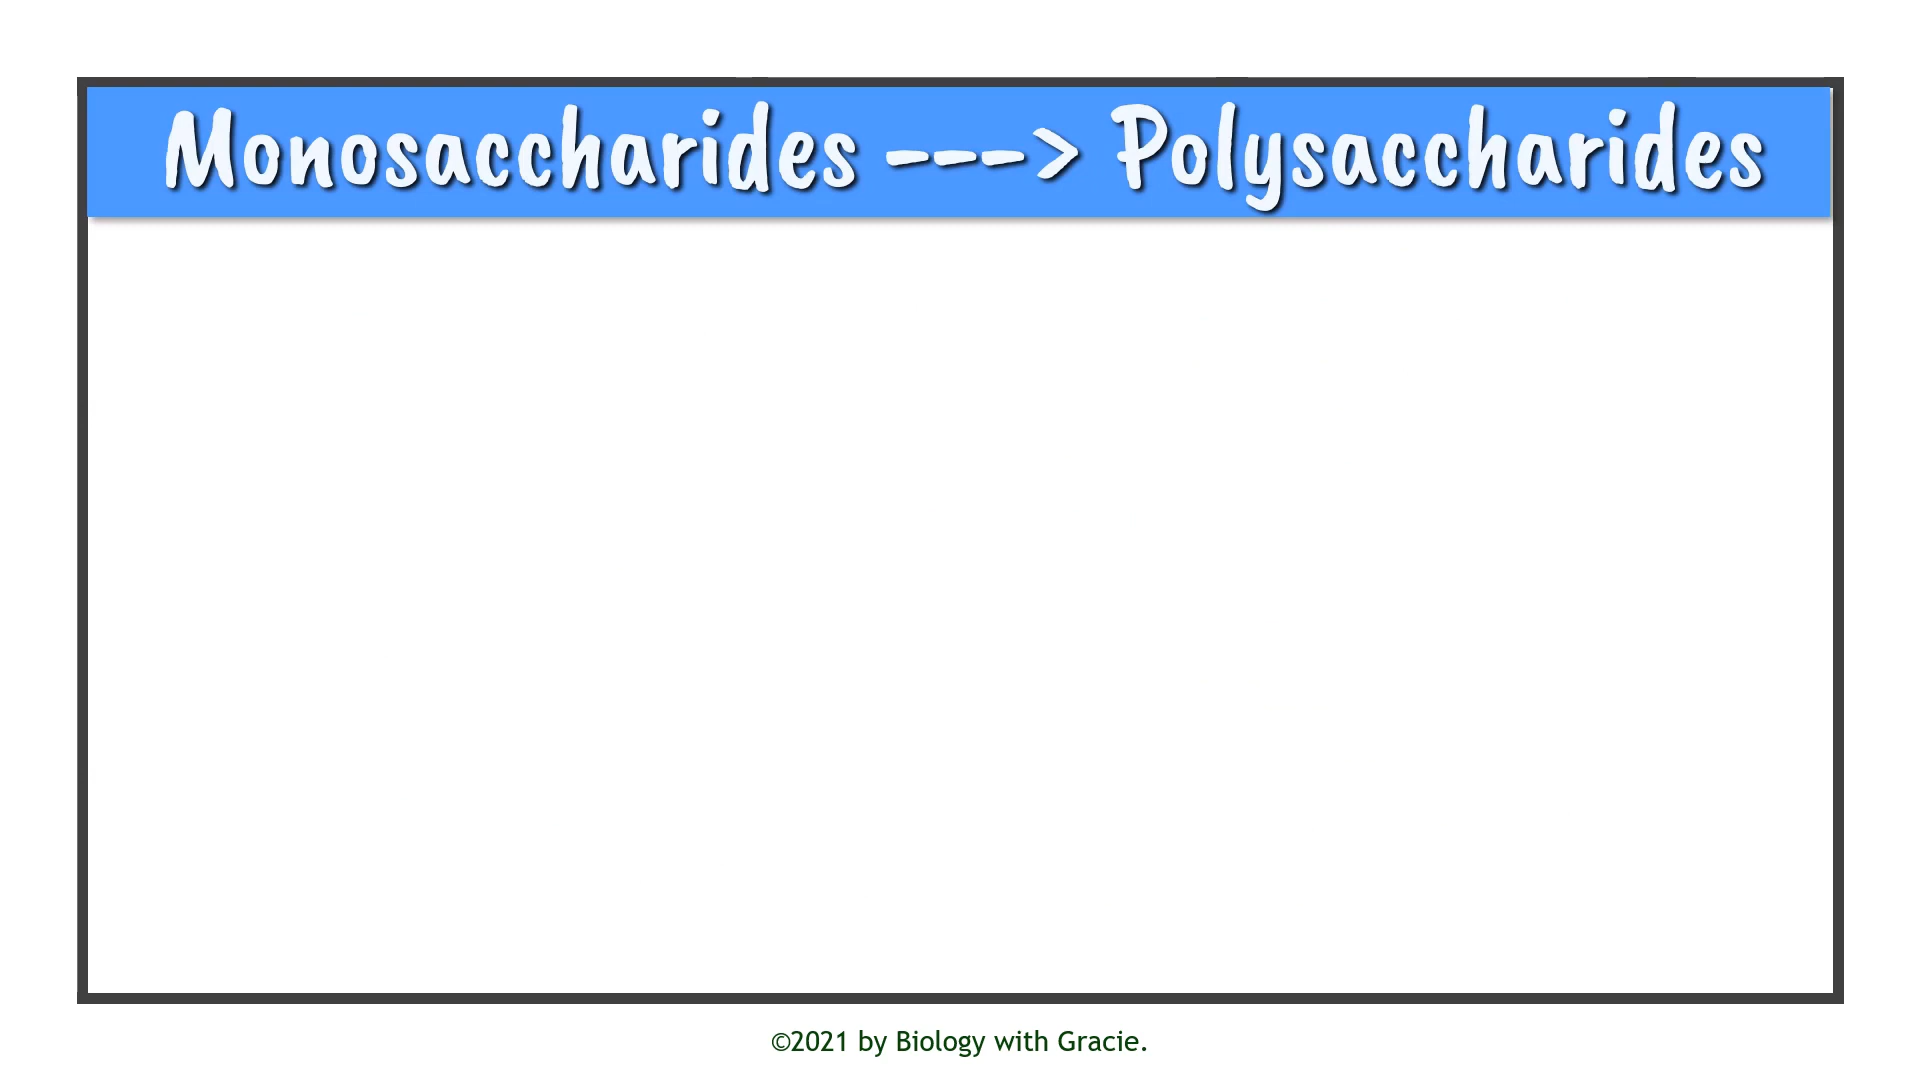 Monosaccharides ---> Polysaccharides
©2021 by Biology with Gracie.